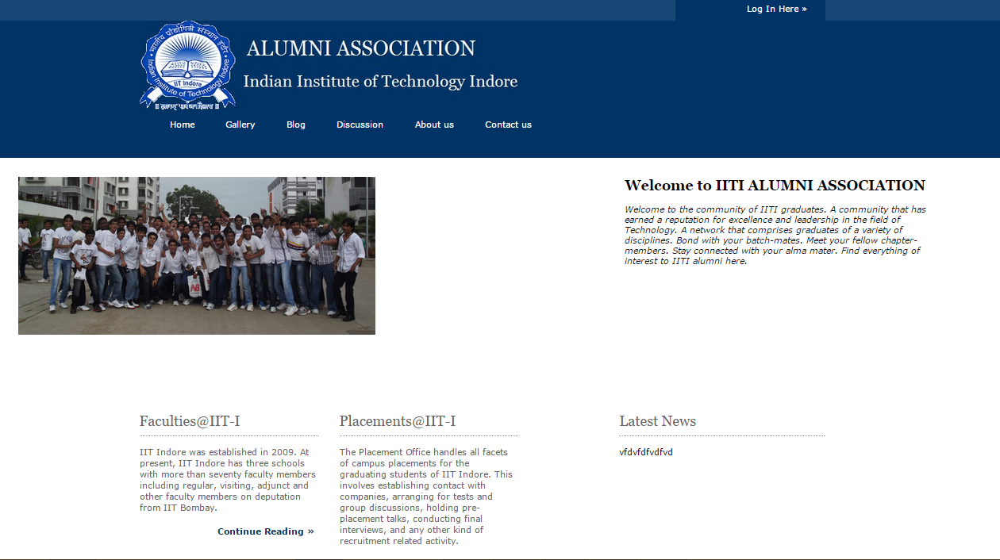 Log In Here »
भारतीय प्रौद्योगिकी संस्थान इंदौर
IIT Indore
Indian Institute of Technology Indore
ALUMNI ASSOCIATION
Indian Institute of Technology Indore
Home Gallery Blog Discussion About us Contact us
Welcome to IITI ALUMNI ASSOCIATION
Welcome to the community of IITI graduates. A community that has
earned a reputation for excellence and leadership in the field of
Technology. A network that comprises graduates of a variety of
disciplines. Bond with your batch-mates. Meet your fellow chapter-
members. Stay connected with your alma mater. Find everything of
interest to IITI alumni here.
Faculties@IIT-I
IIT Indore was established in 2009. At
present, IIT Indore has three schools
with more than seventy faculty members
including regular, visiting, adjunct and
other faculty members on deputation
from IIT Bombay.
Continue Reading »
Placements@IIT-I
The Placement Office handles all facets
of campus placements for the
graduating students of IIT Indore. This
involves establishing contact with
companies, arranging for tests and
group discussions, holding pre-
placement talks, conducting final
interviews, and any other kind of
recruitment related activity.
Latest News
vfdvfdfvdfvd